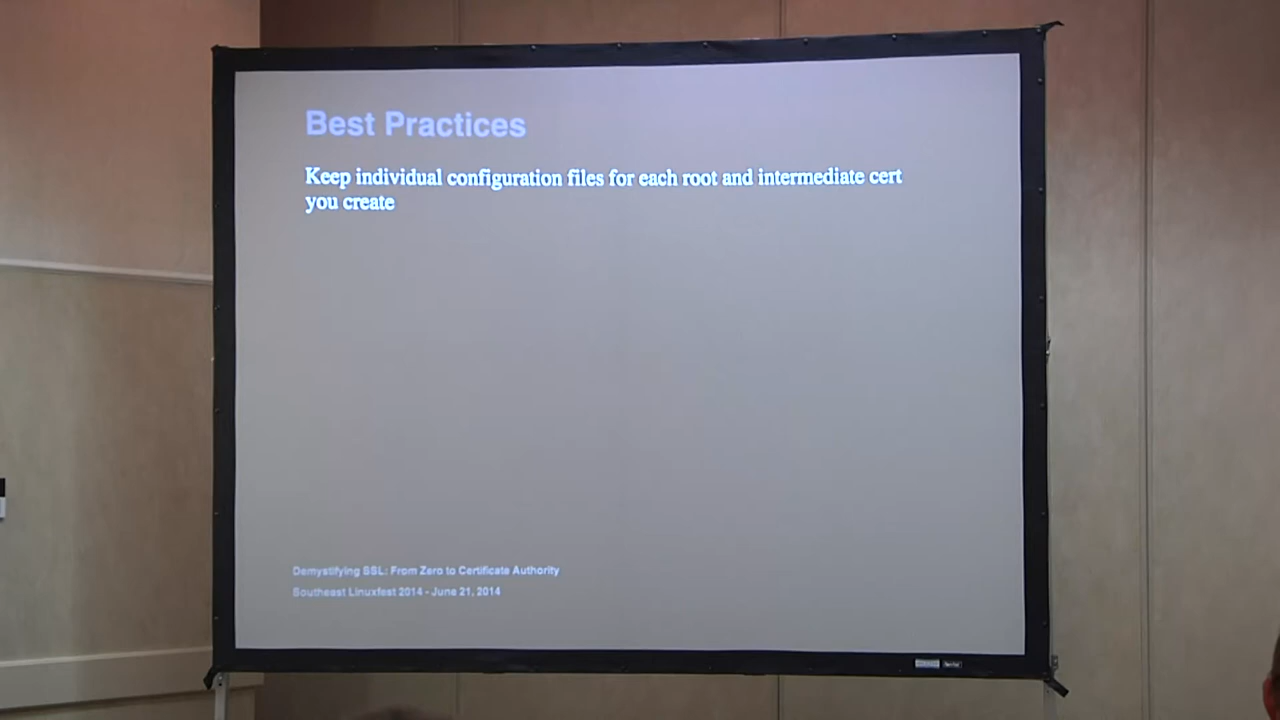 Best Practices
Keep individual configuration files for each root and intermediate cert
you create
Demystifying SSL: From Zero to Certificate Authority
Southeast Linuxfest 2014 - June 21, 2014